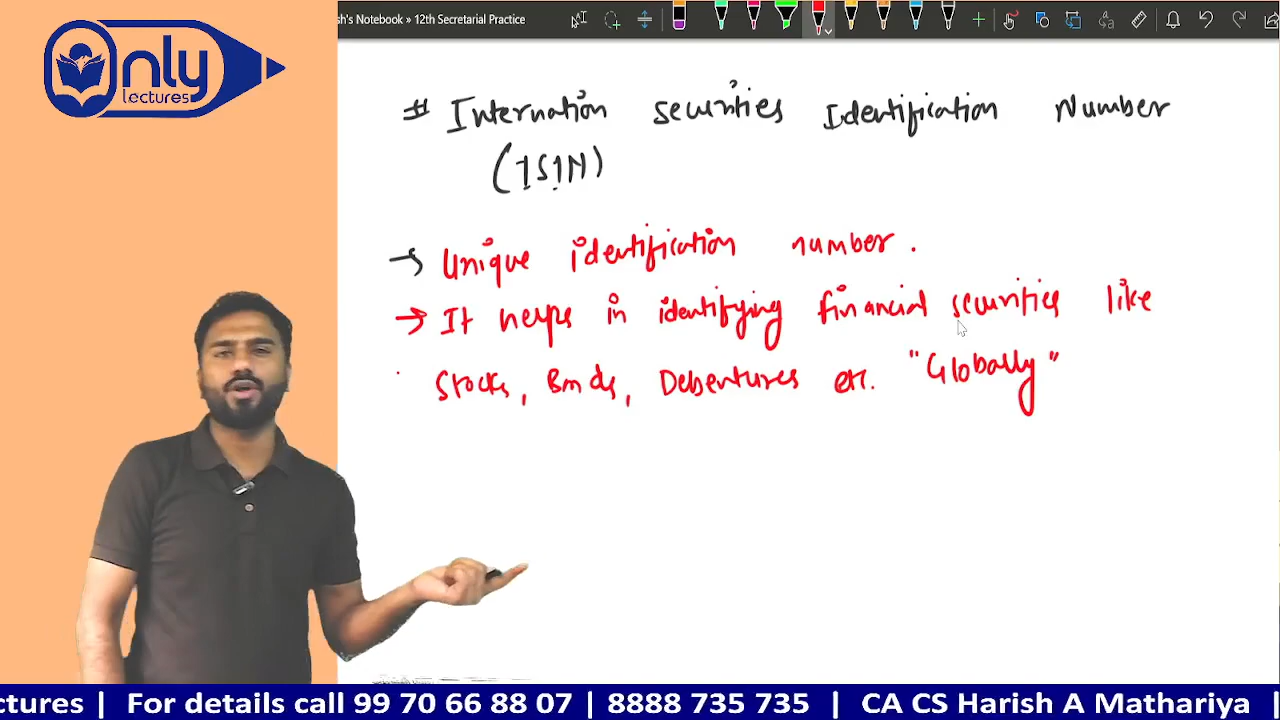 Only
lectures
sh's Notebook » 12th Secretarial Practice
# Internation securities Identification Number
(ISIN)
→ Unique identification number.
→ It helps in identifying financial securities like
Stocks, Bonds, Debentures etc. "Globally"
ctures | For details call 99 70 66 88 07 | 8888 735 735 | CA CS Harish A Mathariya |